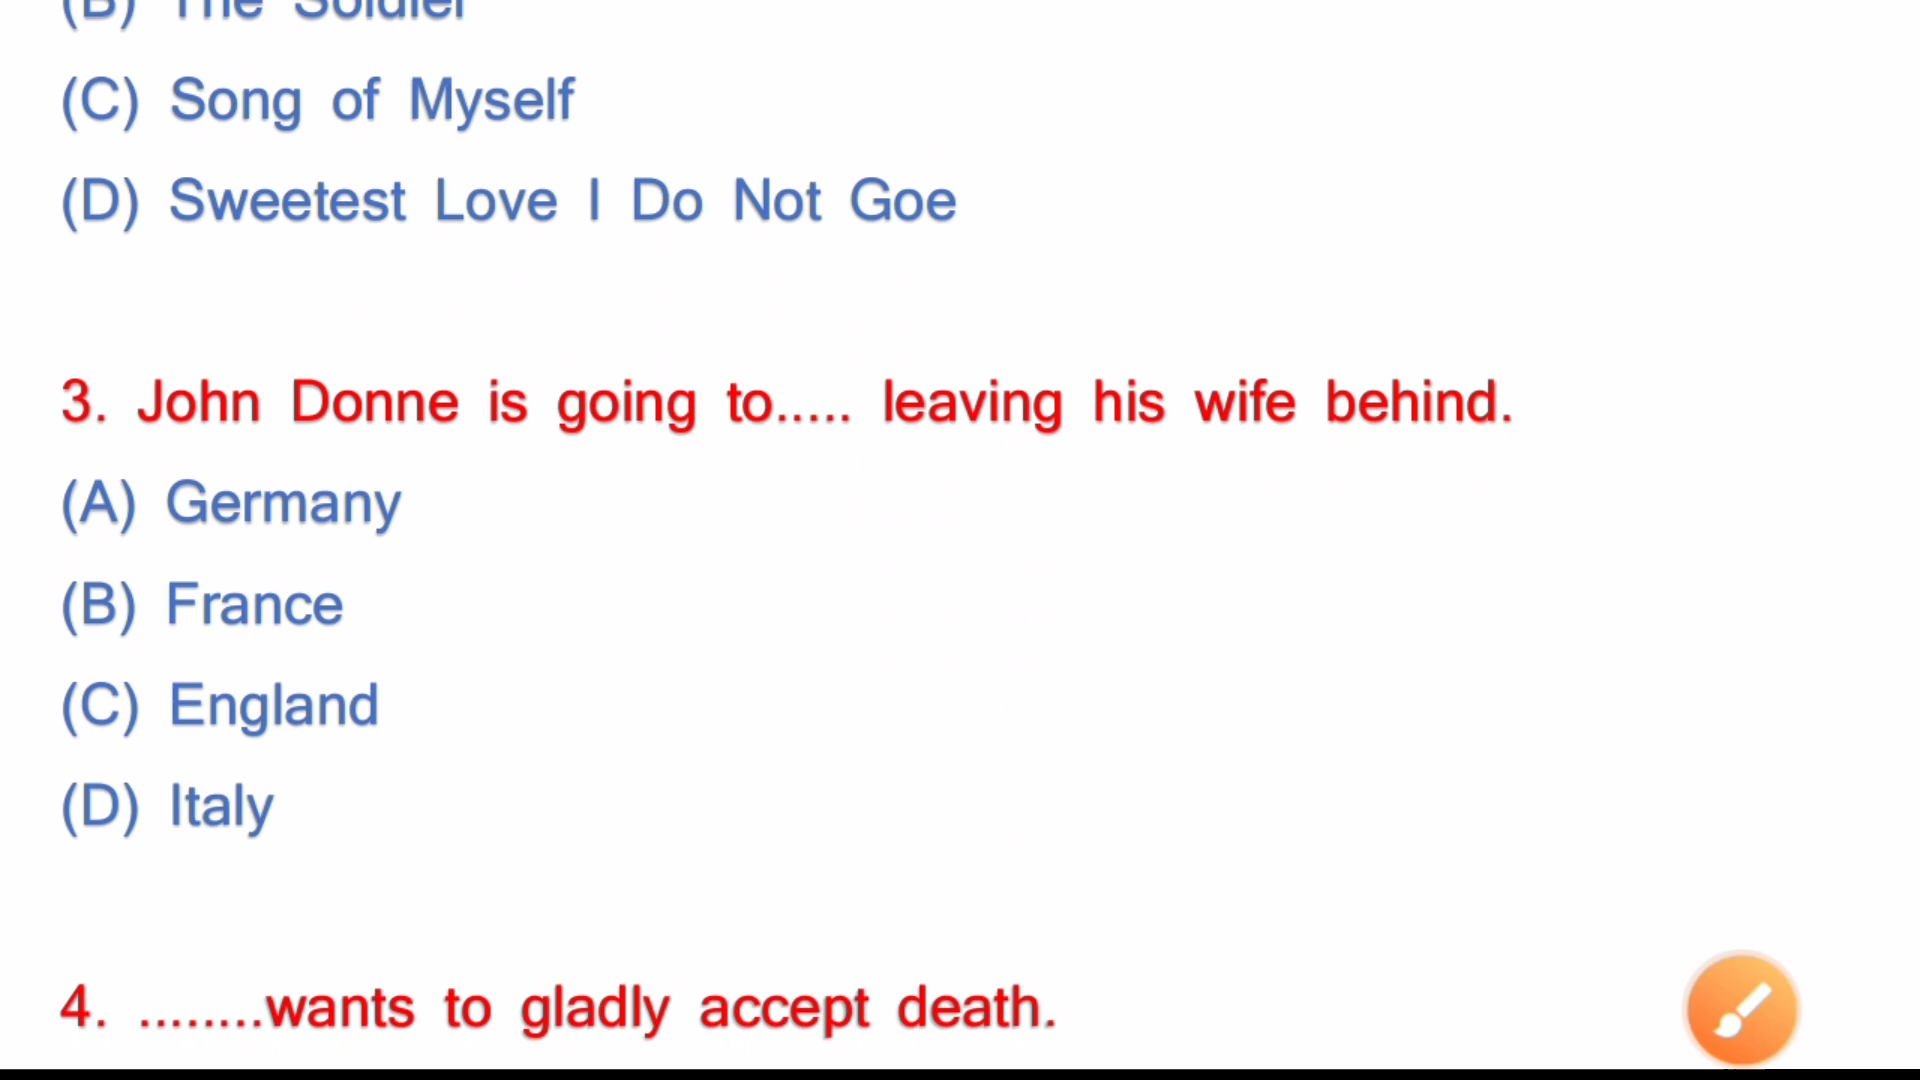 (B) The Soldier
(C) Song of Myself
(D) Sweetest Love I Do Not Goe
3. John Donne is going to..... leaving his wife behind.
(A) Germany
(B) France
(C) England
(D) Italy
4. ........wants to gladly accept death.